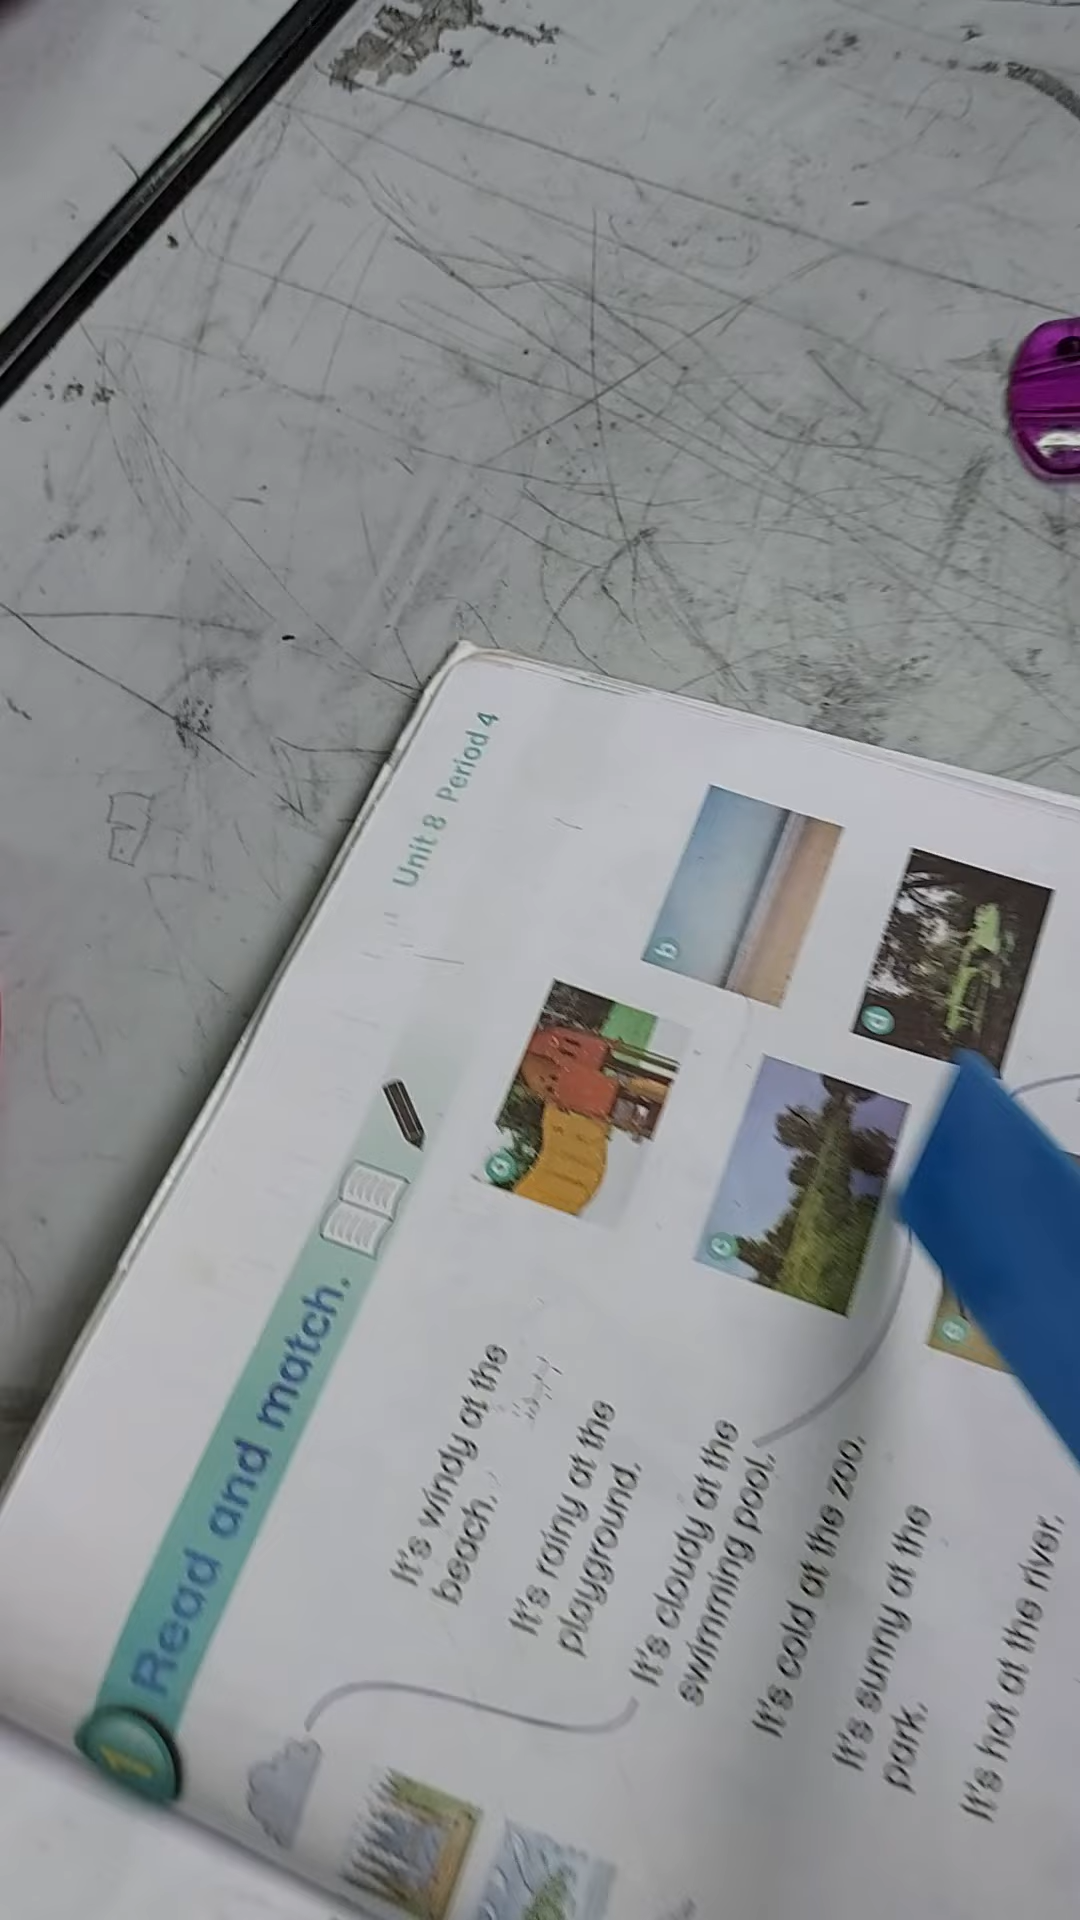 Unit 8 Period 4
1 Read and match.
It's windy at the
beach.
It's rainy at the
playground.
It's cloudy at the
swimming pool.
It's cold at the zoo.
It's sunny at the
park.
It's hot at the river.
a
b
c
d
e